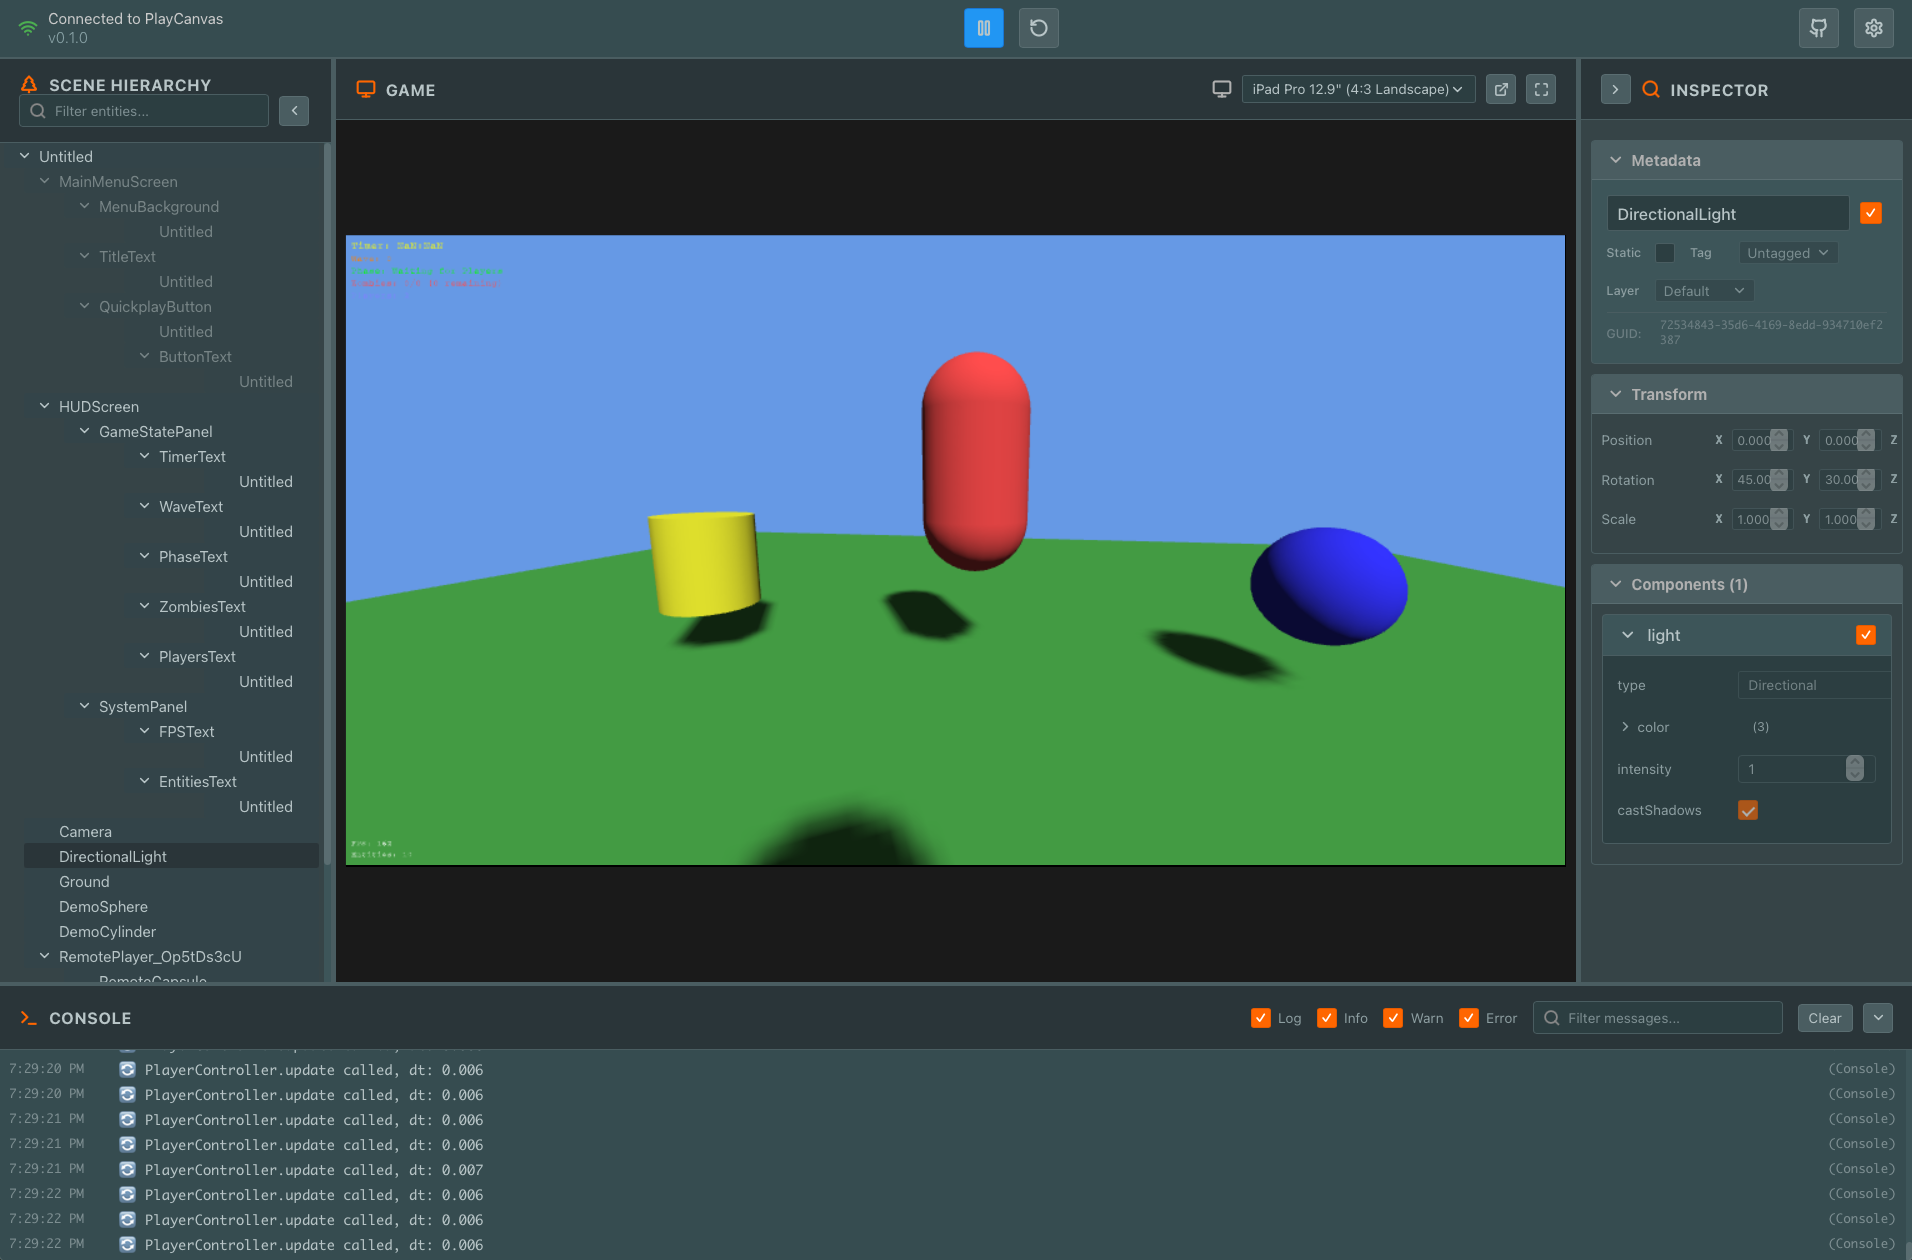 Connected to PlayCanvas
v0.1.0
SCENE HIERARCHY
Filter entities...
Untitled
MainMenuScreen
MenuBackground
Untitled
TitleText
Untitled
QuickplayButton
Untitled
ButtonText
Untitled
HUDScreen
GameStatePanel
TimerText
Untitled
WaveText
Untitled
PhaseText
Untitled
ZombiesText
Untitled
PlayersText
Untitled
SystemPanel
FPSText
Untitled
EntitiesText
Untitled
Camera
DirectionalLight
Ground
DemoSphere
DemoCylinder
RemotePlayer_Op5tDs3cU
RemoteCapsule
GAME
iPad Pro 12.9" (4:3 Landscape)
Timer: NaN:NaN
INSPECTOR
Metadata
DirectionalLight
Static Tag Untagged
Layer Default
GUID: 72534843-35d6-4169-8edd-934710ef2
387
Transform
Position X 0.000 Y 0.000 Z
Rotation X 45.00 Y 30.00 Z
Scale X 1.000 Y 1.000 Z
Components (1)
light
type Directional
color (3)
intensity 1
castShadows
CONSOLE
Log Info Warn Error Filter messages... Clear
7:29:20 PM PlayerController.update called, dt: 0.006 (Console)
7:29:20 PM PlayerController.update called, dt: 0.006 (Console)
7:29:21 PM PlayerController.update called, dt: 0.006 (Console)
7:29:21 PM PlayerController.update called, dt: 0.006 (Console)
7:29:21 PM PlayerController.update called, dt: 0.007 (Console)
7:29:22 PM PlayerController.update called, dt: 0.006 (Console)
7:29:22 PM PlayerController.update called, dt: 0.006 (Console)
7:29:22 PM PlayerController.update called, dt: 0.006 (Console)